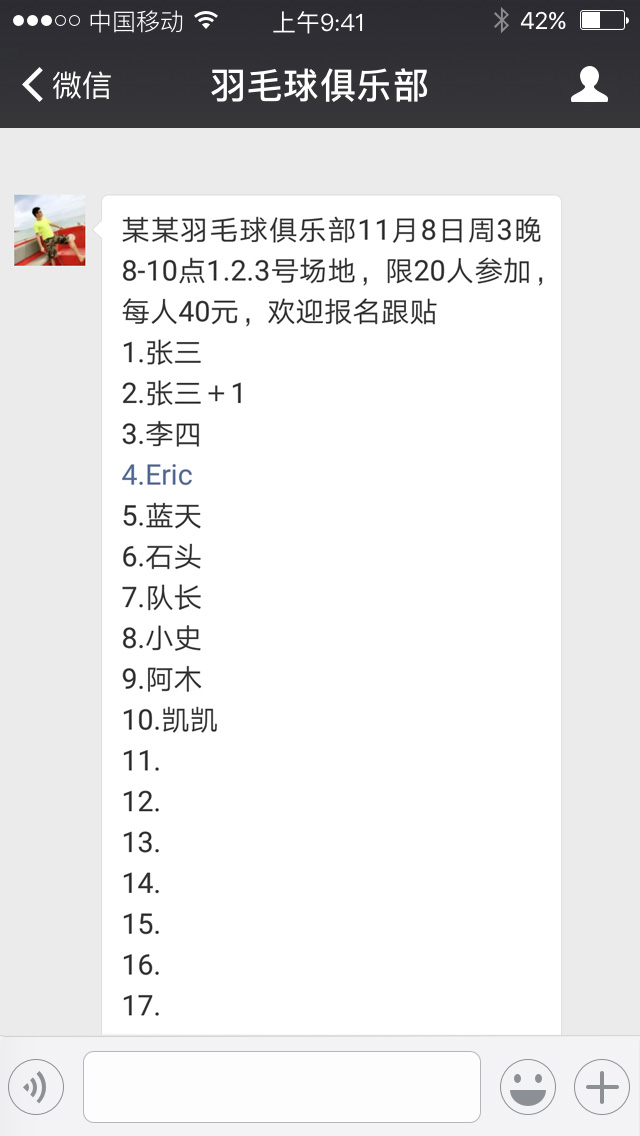 中国移动 上午9:41 42%
微信 羽毛球俱乐部
某某羽毛球俱乐部11月8日周3晚
8-10点1.2.3号场地，限20人参加，
每人40元，欢迎报名跟贴
1.张三
2.张三＋1
3.李四
4.Eric
5.蓝天
6.石头
7.队长
8.小史
9.阿木
10.凯凯
11.
12.
13.
14.
15.
16.
17.